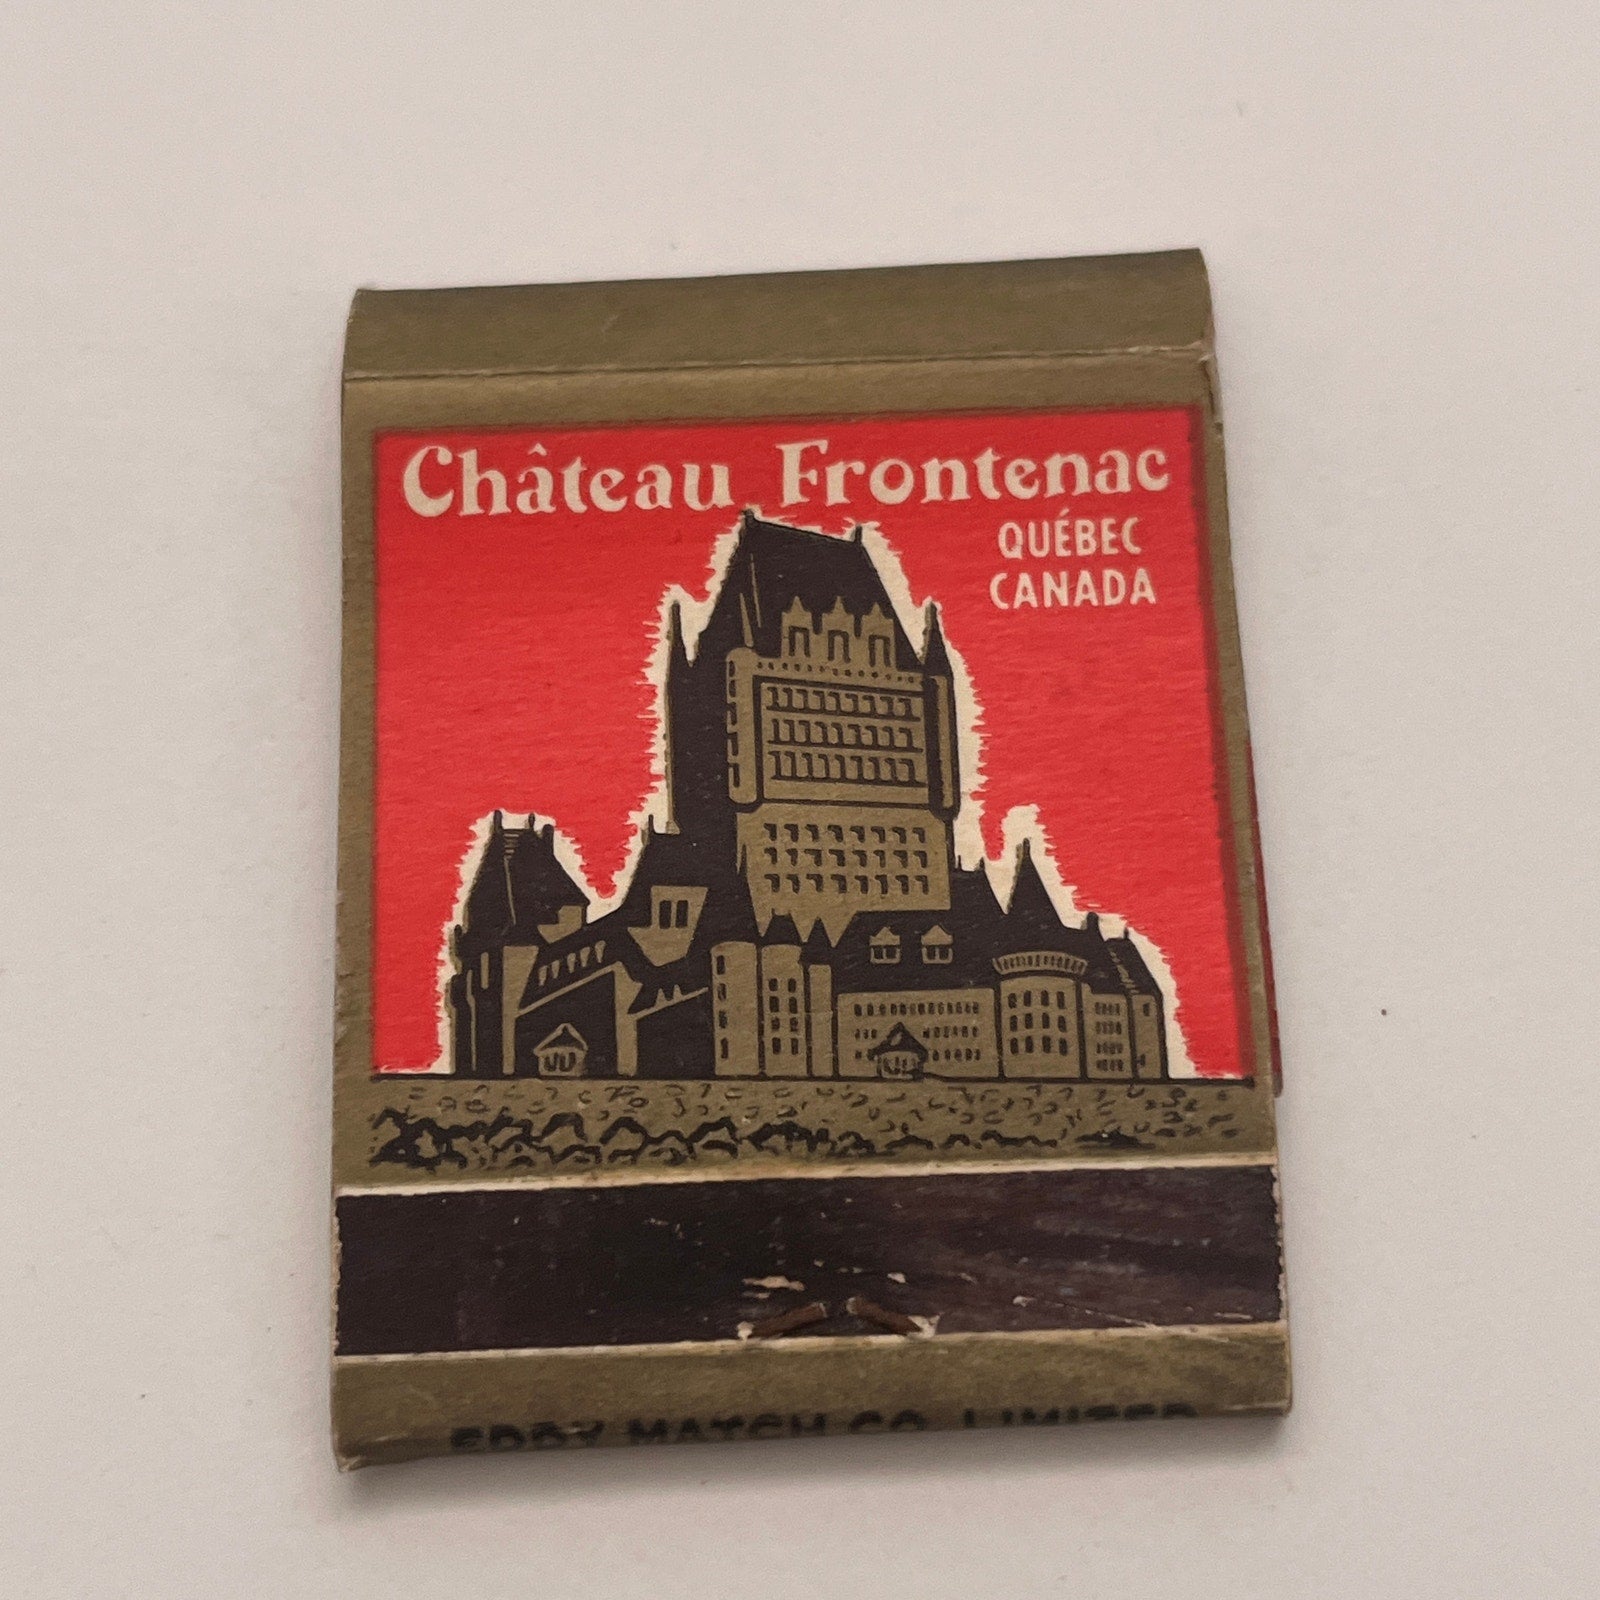 Château Frontenac
QUÉBEC
CANADA
EDDY MATCH CO. LIMITED